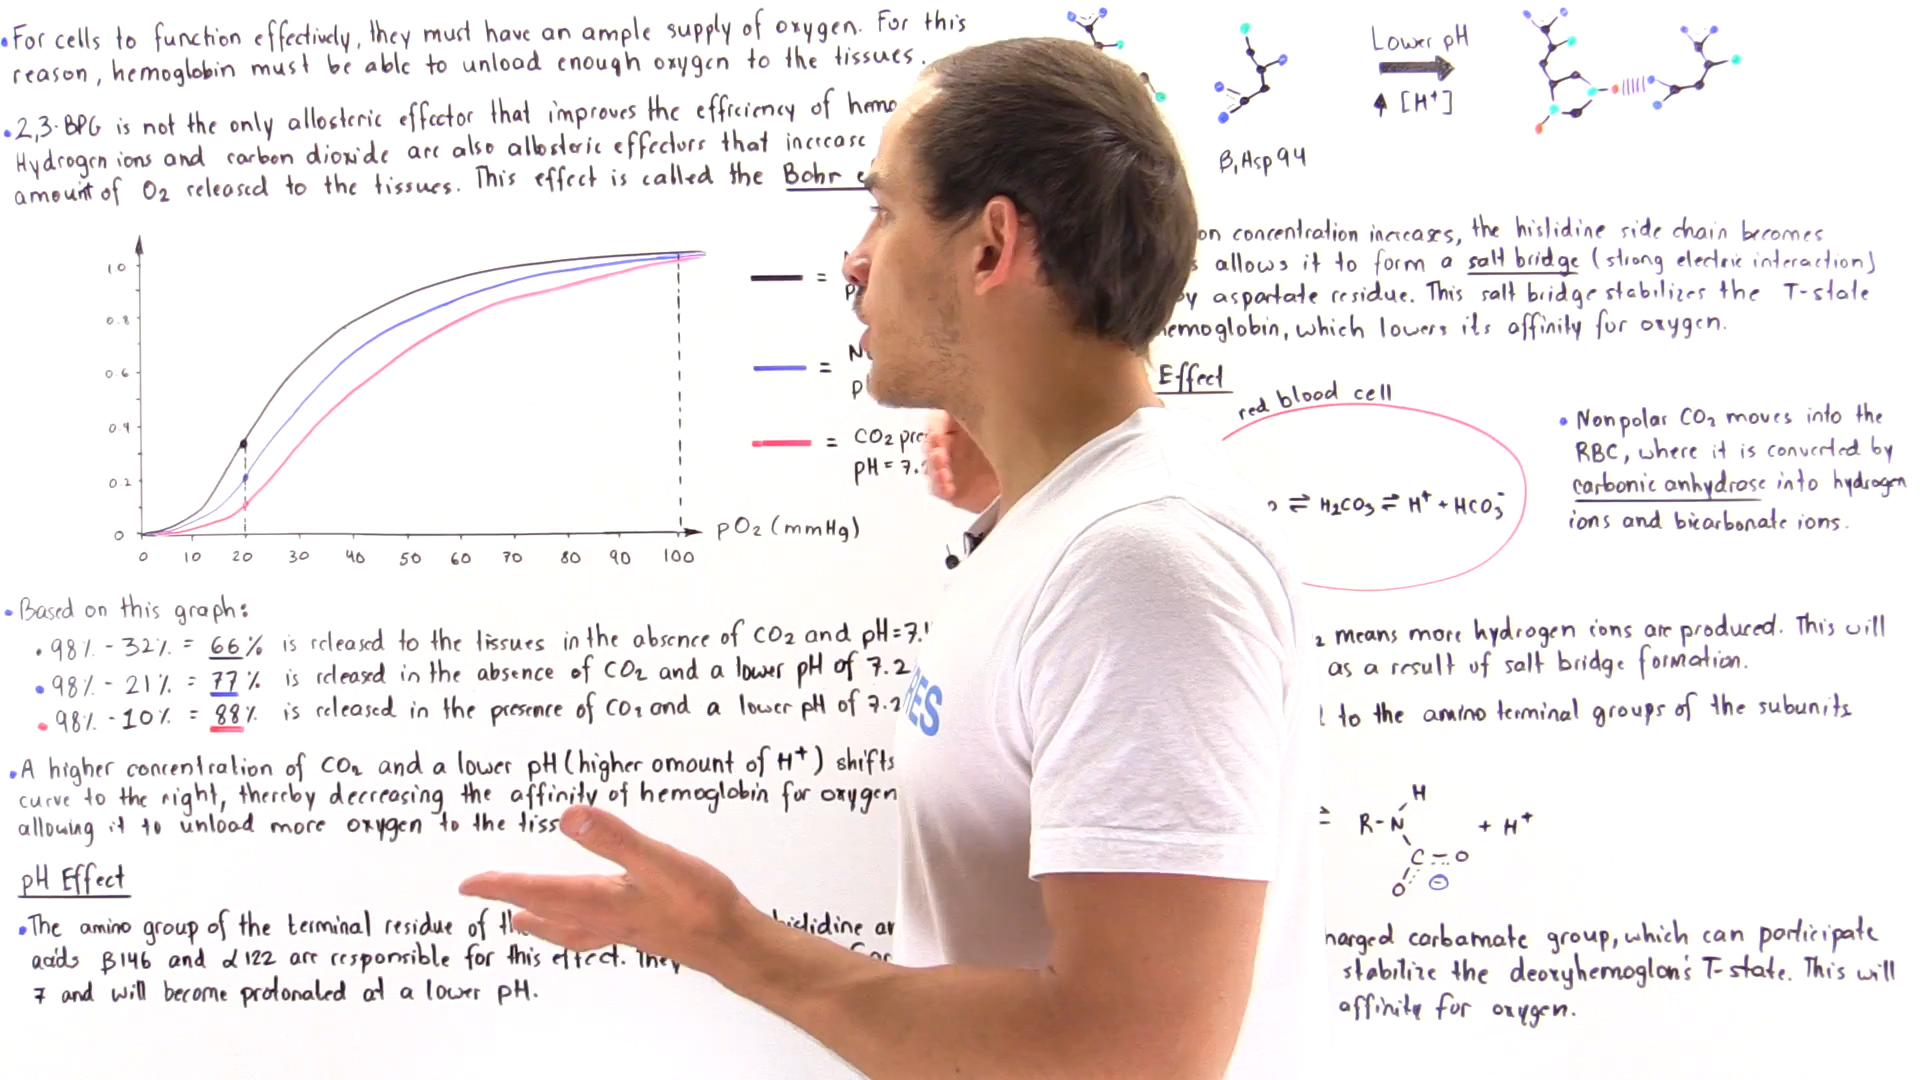 •For cells to function effectively, they must have an ample supply of oxygen. For this
reason, hemoglobin must be able to unload enough oxygen to the tissues.
•2,3-BPG is not the only allosteric effector that improves the efficiency of hemo
Hydrogen ions and carbon dioxide are also allosteric effectors that increase
amount of O2 released to the tissues. This effect is called the Bohr e
1.0
0.8
0.6
0.4
0.2
0
0 10 20 30 40 50 60 70 80 90 100
pO2 (mmHg)
=
=
= CO2 pre
pH = 7.
•Based on this graph:
•98% - 32% = 66% is released to the tissues in the absence of CO2 and pH=7.
•98% - 21% = 77% is released in the absence of CO2 and a lower pH of 7.2
•98% - 10% = 88% is released in the presence of CO2 and a lower pH of 7.2
•A higher concentration of CO2 and a lower pH (higher amount of H+) shifts
curve to the right, thereby decreasing the affinity of hemoglobin for oxygen
allowing it to unload more oxygen to the tiss
pH Effect
•The amino group of the terminal residue of th
acids β146 and α122 are responsible for this effect. They
7 and will become protonated at a lower pH.
Lower pH
↑ [H+]
β1 Asp 94
on concentration increases, the histidine side chain becomes
s allows it to form a salt bridge (strong electric interaction)
by aspartate residue. This salt bridge stabilizes the T-state
hemoglobin, which lowers its affinity for oxygen.
Effect
red blood cell
⇌ H2CO3 ⇌ H+ + HCO3-
• Nonpolar CO2 moves into the
RBC, where it is converted by
carbonic anhydrase into hydrogen
ions and bicarbonate ions.
2 means more hydrogen ions are produced. This will
as a result of salt bridge formation.
to the amino terminal groups of the subunits
H
⇌ R-N + H+
C = O
O ⊖
harged carbamate group, which can participate
stabilize the deoxyhemoglon's T-state. This will
affinity for oxygen.
RES